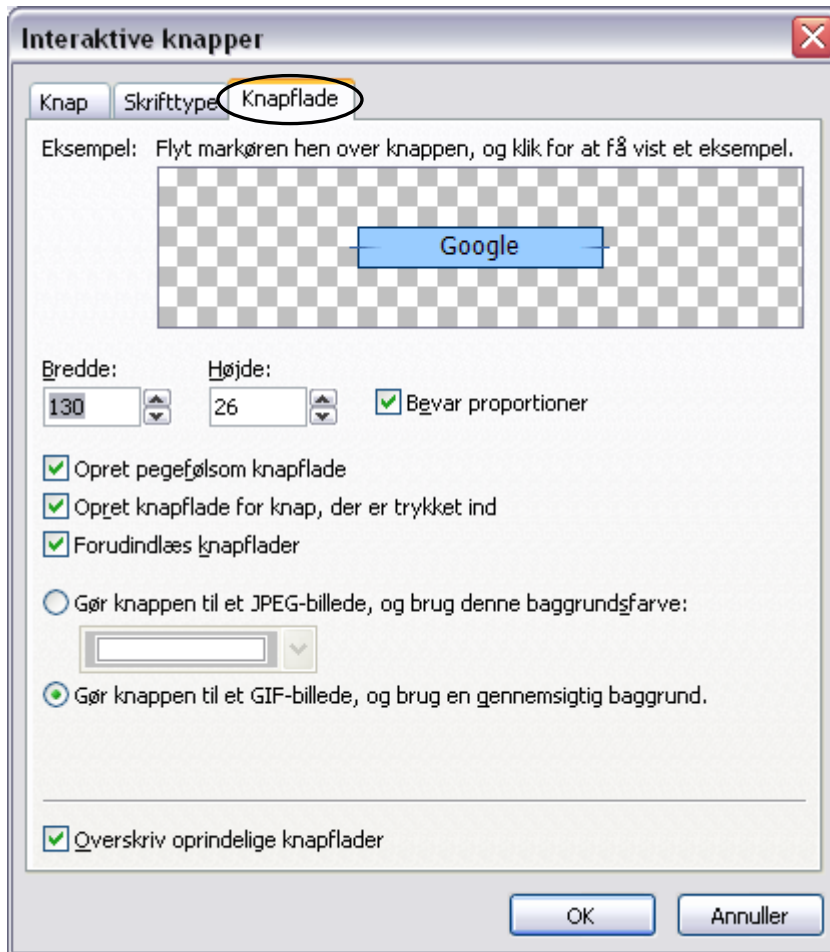 Interaktive knapper
Knap Skrifttype Knapflade
Eksempel: Flyt markøren hen over knappen, og klik for at få vist et eksempel.
Google
Bredde: Højde:
130 26 Bevar proportioner
Opret pegefølsom knapflade
Opret knapflade for knap, der er trykket ind
Forudindlæs knapflader
Gør knappen til et JPEG-billede, og brug denne baggrundsfarve:
Gør knappen til et GIF-billede, og brug en gennemsigtig baggrund.
Overskriv oprindelige knapflader
OK Annuller